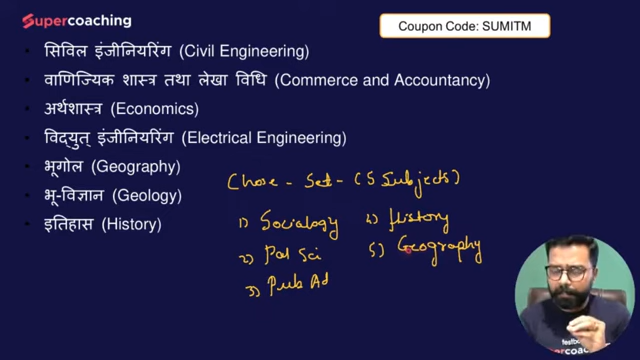 Supercoaching
Coupon Code: SUMITM
• सिविल इंजीनियरिंग (Civil Engineering)
• वाणिज्यिक शास्त्र तथा लेखा विधि (Commerce and Accountancy)
• अर्थशास्त्र (Economics)
• विद्युत् इंजीनियरिंग (Electrical Engineering)
• भूगोल (Geography)
• भू-विज्ञान (Geology)
• इतिहास (History)
Chose - Set - (5 Subjects)
1) Sociology
2) Pol Sci
3) Pub Ad
4) History
5) Geography
Supercoaching